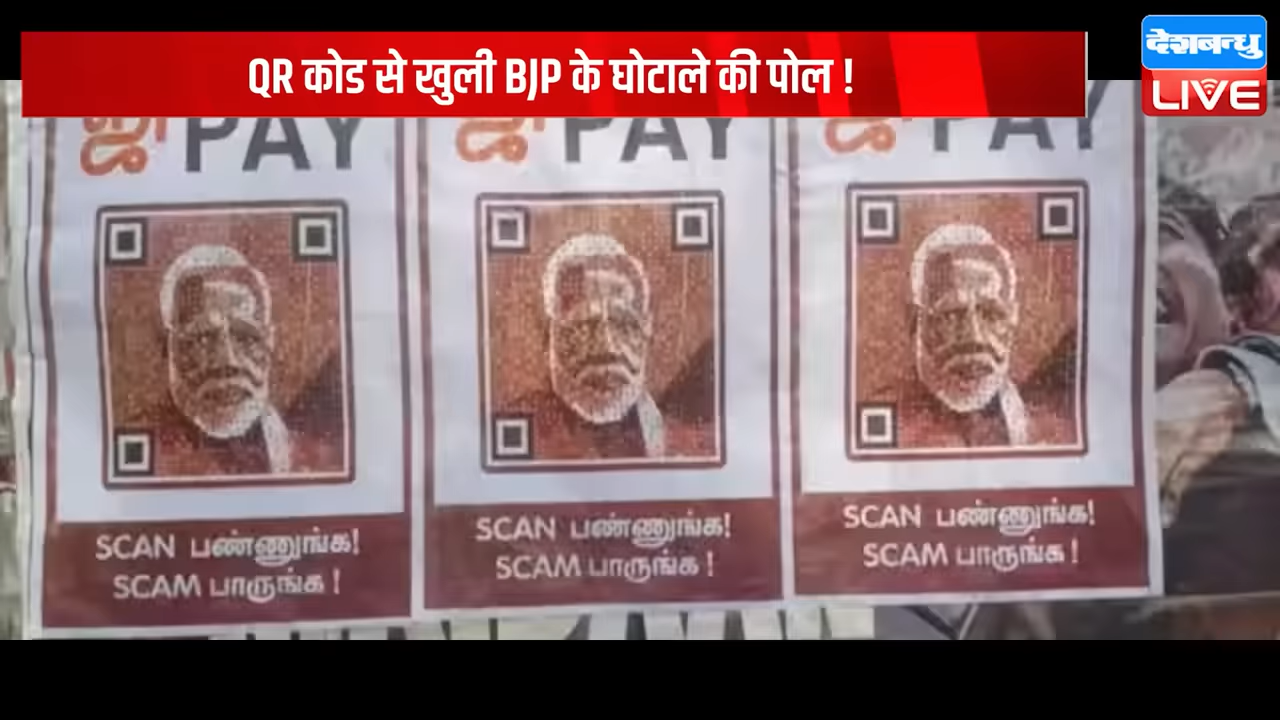 QR कोड से खुली BJP के घोटाले की पोल !
देशबन्धु
LIVE
ஜி PAY
ஜி PAY
ஜி PAY
SCAN பண்ணுங்க!
SCAM பாருங்க !
SCAN பண்ணுங்க!
SCAM பாருங்க !
SCAN பண்ணுங்க!
SCAM பாருங்க !